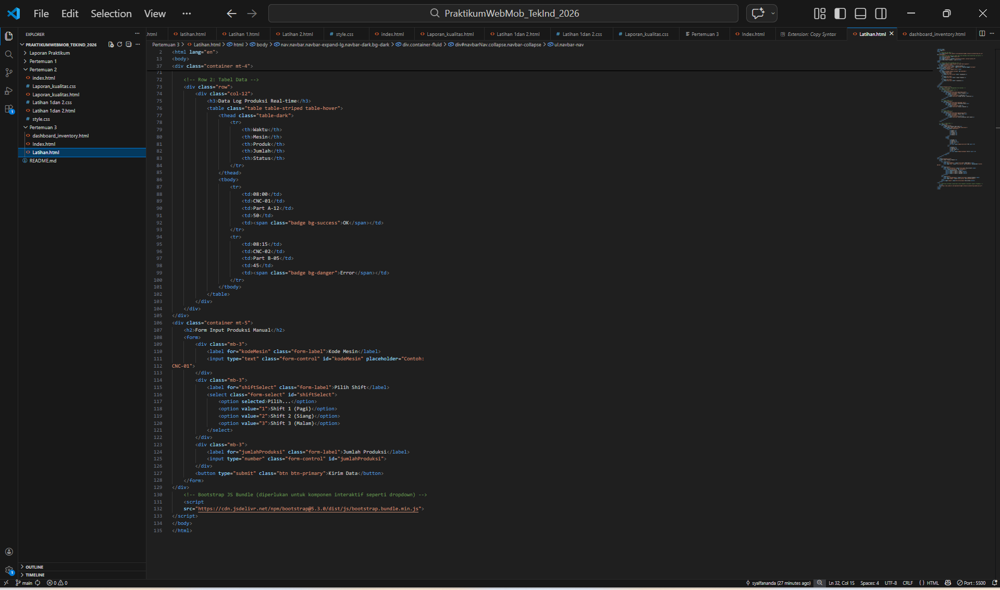 File Edit Selection View ··· PraktikumWebMob_TekInd_2026
EXPLORER
PRAKTIKUMWEBMOB_TEKIND_2026
Laporan Praktikum
Pertemuan 1
Pertemuan 2
index.html
Laporan_kualitas.css
Laporan_kualitas.html
Latihan 1dan 2.css
Latihan 1dan 2.html
style.css
Pertemuan 3
dashboard_inventory.html
Index.html
Latihan.html
README.md
OUTLINE
TIMELINE
.html latihan.html Latihan 1.html Latihan 2.html style.css index.html Laporan_kualitas.html Latihan 1dan 2.html Latihan 1dan 2.css Laporan_kualitas.css Pertemuan 3 Index.html Extension: Copy Syntax Latihan.html dashboard_inventory.html
Pertemuan 3 > Latihan.html > html > body > nav.navbar.navbar-expand-lg.navbar-dark.bg-dark > div.container-fluid > div#navbarNav.collapse.navbar-collapse > ul.navbar-nav
2 <html lang="en">
13 <body>
37 <div class="container mt-4">
71
72 <!-- Row 2: Tabel Data -->
73 <div class="row">
74 <div class="col-12">
75 <h3>Data Log Produksi Real-time</h3>
76 <table class="table table-striped table-hover">
77 <thead class="table-dark">
78 <tr>
79 <th>Waktu</th>
80 <th>Mesin</th>
81 <th>Produk</th>
82 <th>Jumlah</th>
83 <th>Status</th>
84 </tr>
85 </thead>
86 <tbody>
87 <tr>
88 <td>08:00</td>
89 <td>CNC-01</td>
90 <td>Part A-12</td>
91 <td>50</td>
92 <td><span class="badge bg-success">OK</span></td>
93 </tr>
94 <tr>
95 <td>08:15</td>
96 <td>CNC-02</td>
97 <td>Part B-05</td>
98 <td>45</td>
99 <td><span class="badge bg-danger">Error</span></td>
100 </tr>
101 </tbody>
102 </table>
103 </div>
104 </div>
105 </div>
106 <div class="container mt-5">
107 <h2>Form Input Produksi Manual</h2>
108 <form>
109 <div class="mb-3">
110 <label for="kodeMesin" class="form-label">Kode Mesin</label>
111 <input type="text" class="form-control" id="kodeMesin" placeholder="Contoh:
112 CNC-01">
113 </div>
114 <div class="mb-3">
115 <label for="shiftSelect" class="form-label">Pilih Shift</label>
116 <select class="form-select" id="shiftSelect">
117 <option selected>Pilih...</option>
118 <option value="1">Shift 1 (Pagi)</option>
119 <option value="2">Shift 2 (Siang)</option>
120 <option value="3">Shift 3 (Malam)</option>
121 </select>
122 </div>
123 <div class="mb-3">
124 <label for="jumlahProduksi" class="form-label">Jumlah Produksi</label>
125 <input type="number" class="form-control" id="jumlahProduksi">
126 </div>
127 <button type="submit" class="btn btn-primary">Kirim Data</button>
128 </form>
129 </div>
130 <!-- Bootstrap JS Bundle (diperlukan untuk komponen interaktif seperti dropdown) -->
131 <script
132 src="https://cdn.jsdelivr.net/npm/bootstrap@5.3.0/dist/js/bootstrap.bundle.min.js">
133 </script>
134 </body>
135 </html>
main 0 0 syalfananda (27 minutes ago) Ln 32, Col 15 Spaces: 4 UTF-8 CRLF { } HTML Port : 5500